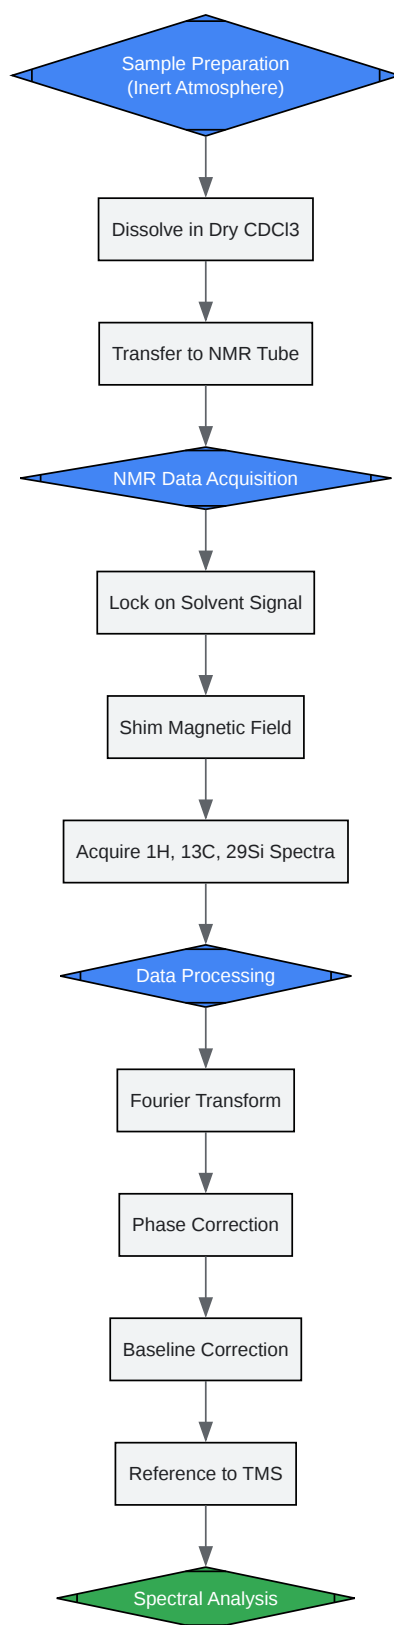 Sample Preparation
(Inert Atmosphere)
Dissolve in Dry CDCl3
Transfer to NMR Tube
NMR Data Acquisition
Lock on Solvent Signal
Shim Magnetic Field
Acquire 1H, 13C, 29Si Spectra
Data Processing
Fourier Transform
Phase Correction
Baseline Correction
Reference to TMS
Spectral Analysis